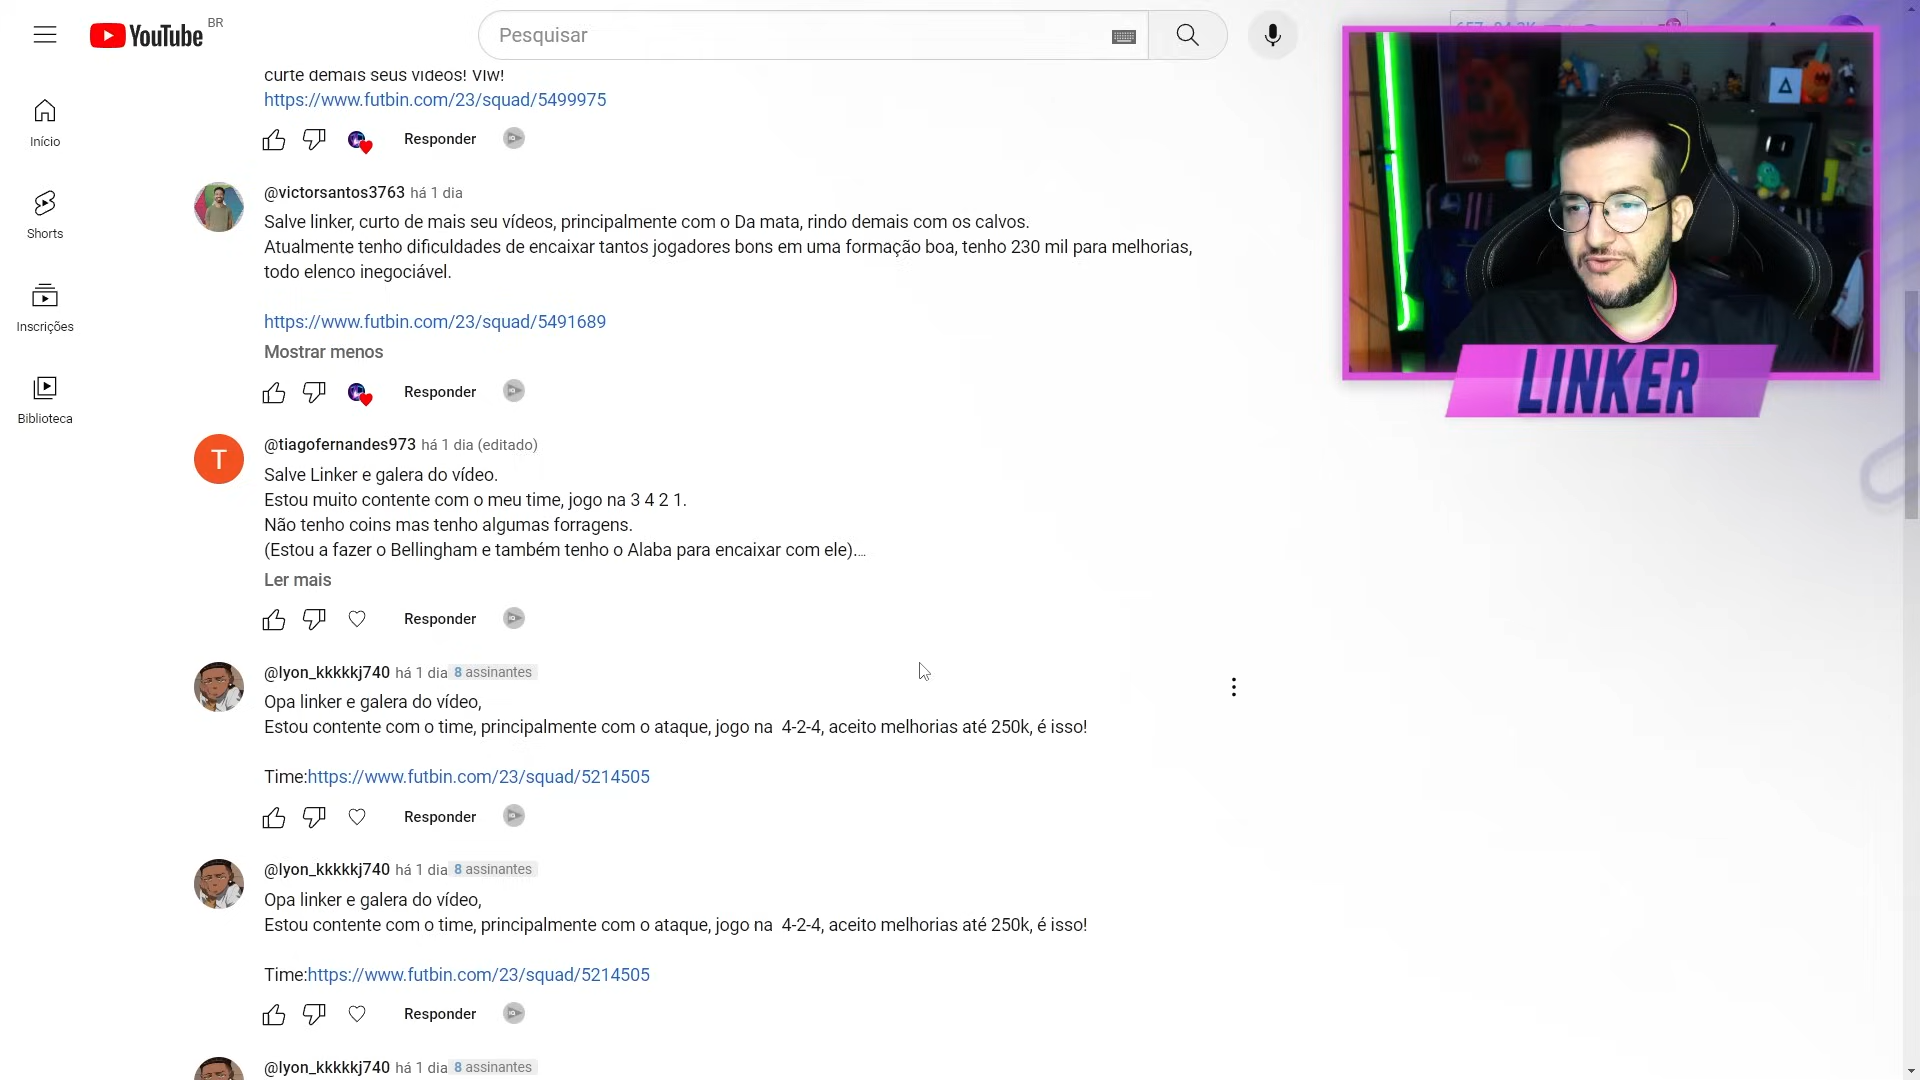 YouTube BR
Pesquisar
Início
Shorts
Inscrições
Biblioteca
curte demais seus vídeos! Vlw!
https://www.futbin.com/23/squad/5499975
Responder
@victorsantos3763 há 1 dia
Salve linker, curto de mais seu vídeos, principalmente com o Da mata, rindo demais com os calvos.
Atualmente tenho dificuldades de encaixar tantos jogadores bons em uma formação boa, tenho 230 mil para melhorias,
todo elenco inegociável.
https://www.futbin.com/23/squad/5491689
Mostrar menos
Responder
T
@tiagofernandes973 há 1 dia (editado)
Salve Linker e galera do vídeo.
Estou muito contente com o meu time, jogo na 3 4 2 1.
Não tenho coins mas tenho algumas forragens.
(Estou a fazer o Bellingham e também tenho o Alaba para encaixar com ele)....
Ler mais
Responder
@lyon_kkkkkj740 há 1 dia 8 assinantes
Opa linker e galera do vídeo,
Estou contente com o time, principalmente com o ataque, jogo na  4-2-4, aceito melhorias até 250k, é isso!
Time:https://www.futbin.com/23/squad/5214505
Responder
@lyon_kkkkkj740 há 1 dia 8 assinantes
Opa linker e galera do vídeo,
Estou contente com o time, principalmente com o ataque, jogo na  4-2-4, aceito melhorias até 250k, é isso!
Time:https://www.futbin.com/23/squad/5214505
Responder
@lyon_kkkkkj740 há 1 dia 8 assinantes
LINKER